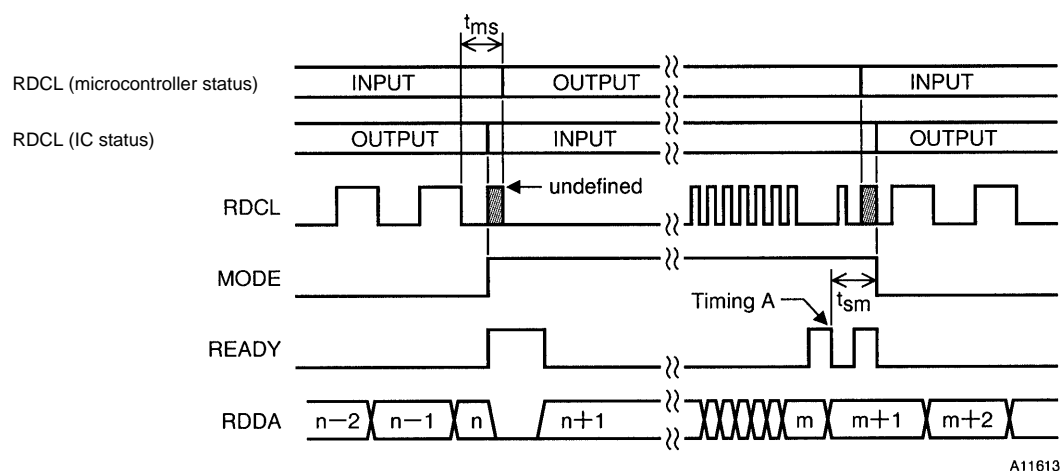 tms
RDCL (microcontroller status) INPUT OUTPUT INPUT
RDCL (IC status) OUTPUT INPUT OUTPUT
undefined
RDCL
MODE
Timing A tsm
READY
RDDA n−2 n−1 n n+1 m m+1 m+2
A11613